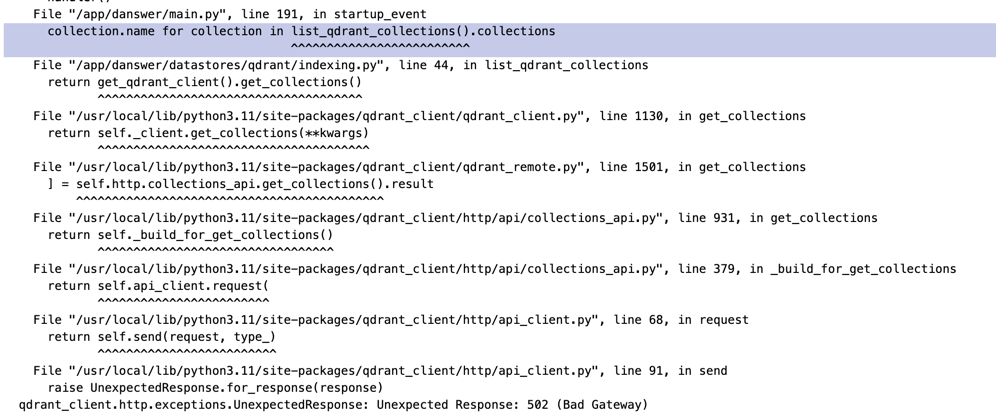 handler()
File "/app/danswer/main.py", line 191, in startup_event
collection.name for collection in list_qdrant_collections().collections
^^^^^^^^^^^^^^^^^^^^^^^^^
File "/app/danswer/datastores/qdrant/indexing.py", line 44, in list_qdrant_collections
return get_qdrant_client().get_collections()
^^^^^^^^^^^^^^^^^^^^^^^^^^^^^^^^^^^^^
File "/usr/local/lib/python3.11/site-packages/qdrant_client/qdrant_client.py", line 1130, in get_collections
return self._client.get_collections(**kwargs)
^^^^^^^^^^^^^^^^^^^^^^^^^^^^^^^^^^^^^^
File "/usr/local/lib/python3.11/site-packages/qdrant_client/qdrant_remote.py", line 1501, in get_collections
] = self.http.collections_api.get_collections().result
^^^^^^^^^^^^^^^^^^^^^^^^^^^^^^^^^^^^^^^^^^^
File "/usr/local/lib/python3.11/site-packages/qdrant_client/http/api/collections_api.py", line 931, in get_collections
return self._build_for_get_collections()
^^^^^^^^^^^^^^^^^^^^^^^^^^^^^^^^^
File "/usr/local/lib/python3.11/site-packages/qdrant_client/http/api/collections_api.py", line 379, in _build_for_get_collections
return self.api_client.request(
^^^^^^^^^^^^^^^^^^^^^^^^
File "/usr/local/lib/python3.11/site-packages/qdrant_client/http/api_client.py", line 68, in request
return self.send(request, type_)
^^^^^^^^^^^^^^^^^^^^^^^^^
File "/usr/local/lib/python3.11/site-packages/qdrant_client/http/api_client.py", line 91, in send
raise UnexpectedResponse.for_response(response)
qdrant_client.http.exceptions.UnexpectedResponse: Unexpected Response: 502 (Bad Gateway)